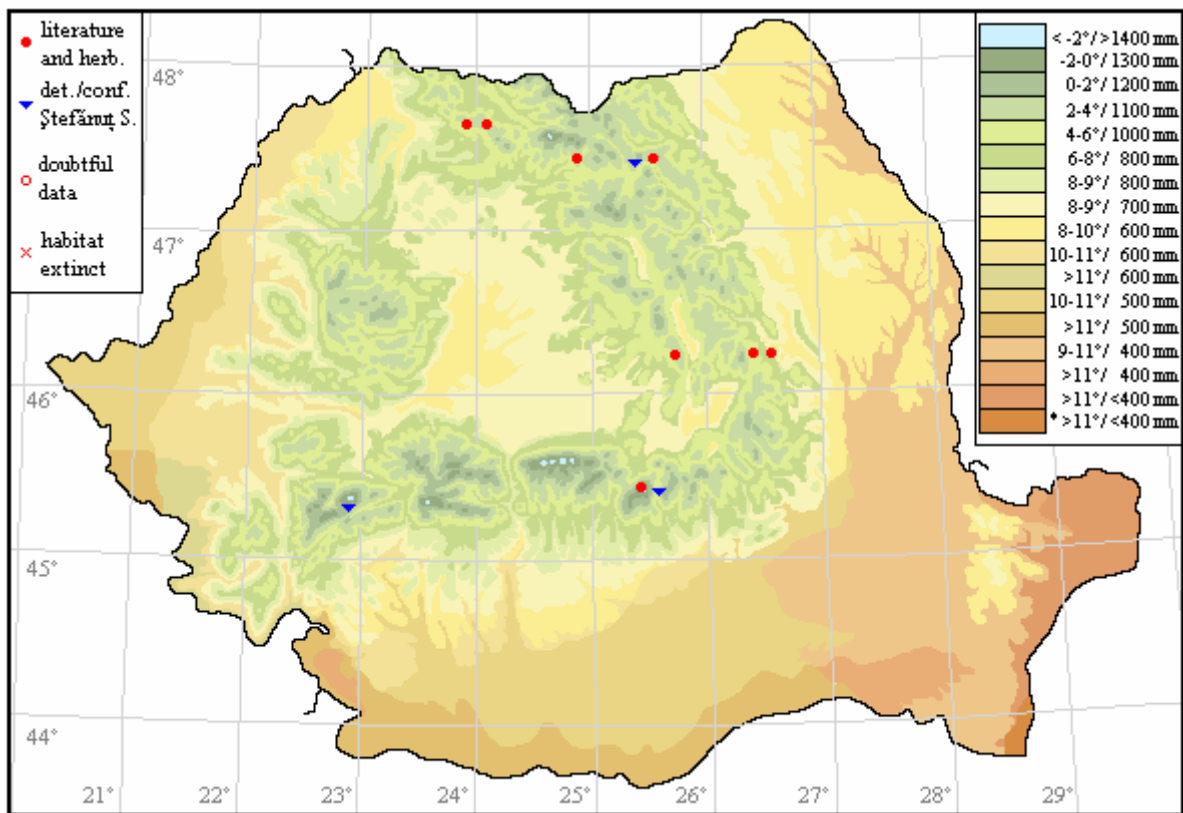 literature
and herb.
det./conf.
Ştefănuţ S.
doubtful
data
habitat
extinct
< -2°/>1400 mm
-2-0°/1300 mm
0-2°/1200 mm
2-4°/1100 mm
4-6°/1000 mm
6-8°/ 800 mm
8-9°/ 800 mm
8-9°/ 700 mm
8-10°/ 600 mm
10-11°/ 600 mm
>11°/ 600 mm
10-11°/ 500 mm
>11°/ 500 mm
9-11°/ 400 mm
>11°/ 400 mm
>11°/<400 mm
* >11°/<400 mm
48°
47°
46°
45°
44°
21° 22° 23° 24° 25° 26° 27° 28° 29°